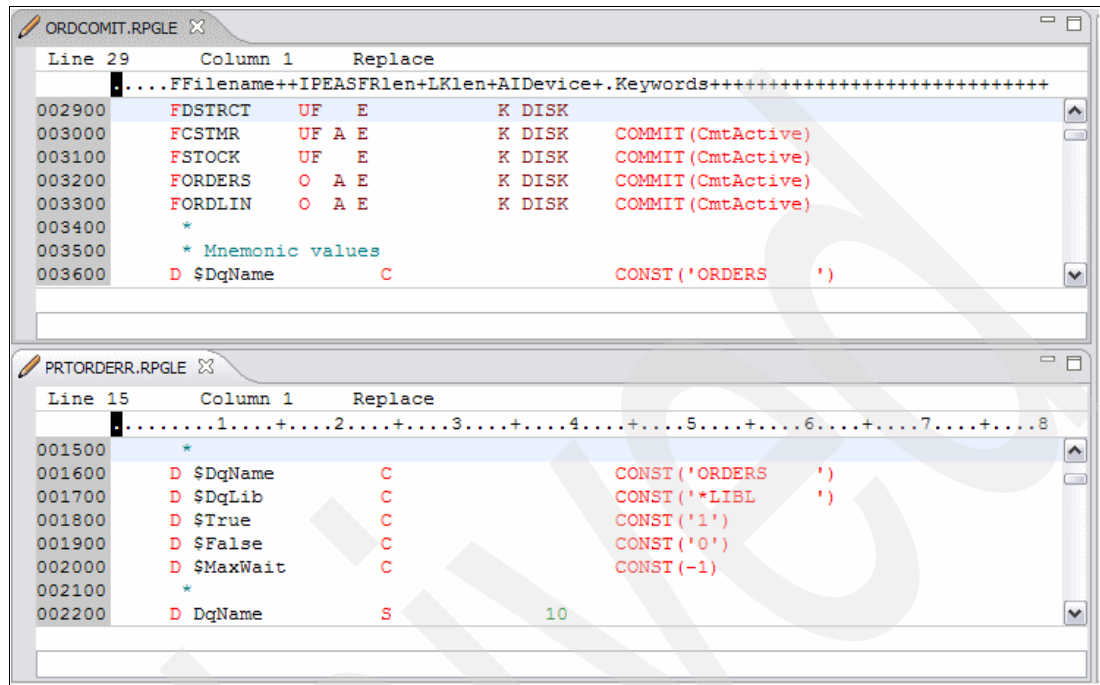 ORDCOMIT.RPGLE
Line 29 Column 1 Replace
.....FFilename++IPEASFRlen+LKlen+AIDevice+.Keywords+++++++++++++++++++++++++++++
002900 FDSTRCT UF E K DISK
003000 FCSTMR UF A E K DISK COMMIT(CmtActive)
003100 FSTOCK UF E K DISK COMMIT(CmtActive)
003200 FORDERS O A E K DISK COMMIT(CmtActive)
003300 FORDLIN O A E K DISK COMMIT(CmtActive)
003400 *
003500 * Mnemonic values
003600 D $DqName C CONST('ORDERS    ')
PRTORDERR.RPGLE
Line 15 Column 1 Replace
.........1....+....2....+....3....+....4....+....5....+....6....+....7....+....8
001500 *
001600 D $DqName C CONST('ORDERS    ')
001700 D $DqLib C CONST('*LIBL     ')
001800 D $True C CONST('1')
001900 D $False C CONST('0')
002000 D $MaxWait C CONST(-1)
002100 *
002200 D DqName S 10